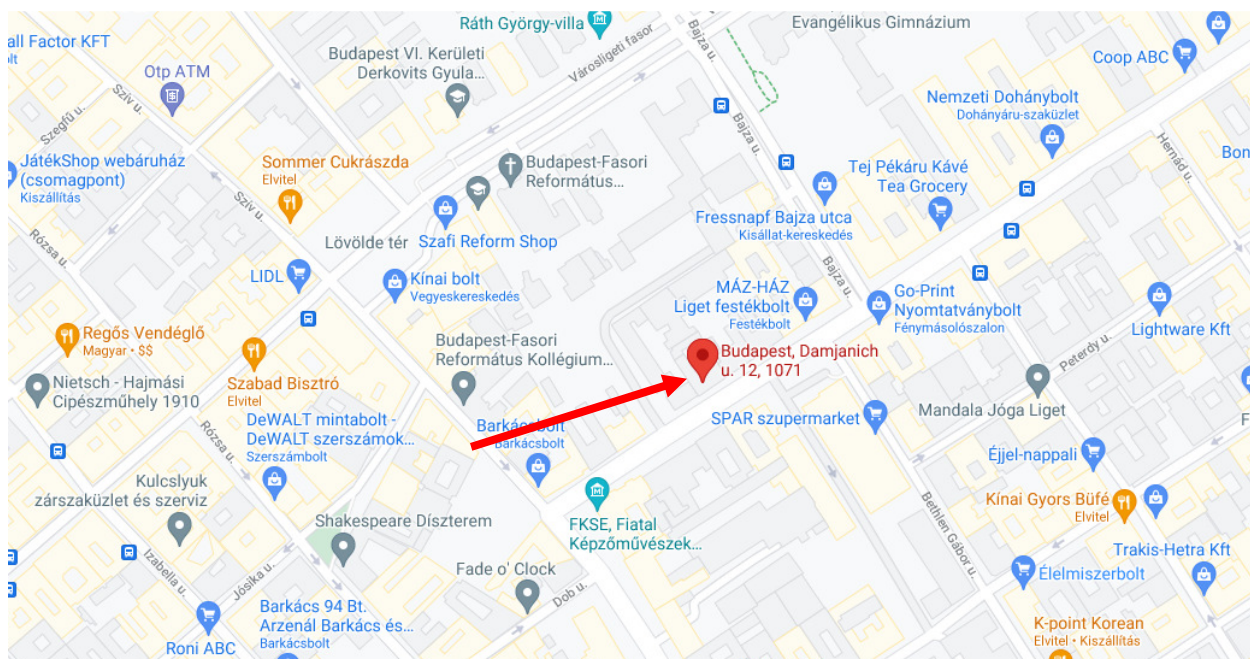 Ráth György-villa
Evangélikus Gimnázium
all Factor KFT
Budapest VI. Kerületi
Derkovits Gyula...
Városligeti fasor
Bajza u.
Coop ABC
Otp ATM
Szív u.
Szegfű u.
Nemzeti Dohánybolt
Dohányáru-szaküzlet
Hernád u.
JátékShop webáruház
(csomagpont)
Kiszállítás
Sommer Cukrászda
Elvitel
Budapest-Fasori
Református...
Bajza u.
Tej Pékáru Kávé
Tea Grocery
Bon
Szív u.
Rózsa u.
Lövölde tér
Szafi Reform Shop
Fressnapf Bajza utca
Kisállat-kereskedés
Bajza u.
LIDL
Kínai bolt
Vegyeskereskedés
MÁZ-HÁZ
Liget festékbolt
Festékbolt
Go-Print
Nyomtatványbolt
Fénymásolószalon
Lightware Kft
Regős Vendéglő
Magyar • $$
Budapest-Fasori
Református Kollégium...
Budapest, Damjanich
u. 12, 1071
Peterdy u.
Nietsch - Hajmási
Cipészműhely 1910
Szabad Bisztró
Elvitel
DeWALT mintabolt -
DeWALT szerszámok...
Szerszámbolt
Barkácsbolt
Barkácsbolt
SPAR szupermarket
Mandala Jóga Liget
Rózsa u.
Éjjel-nappali
Kulcslyuk
zárszaküzlet és szerviz
Shakespeare Díszterem
FKSE, Fiatal
Képzőművészek...
Bethlen Gábor u.
Kínai Gyors Büfé
Elvitel
Trakis-Hetra Kft
Izabella u.
Jósika u.
Fade o' Clock
Dob u.
Élelmiszerbolt
Barkács 94 Bt.
Arzenál Barkács és...
Barkácsbolt
Roni ABC
K-point Korean
Elvitel • Kiszállítás